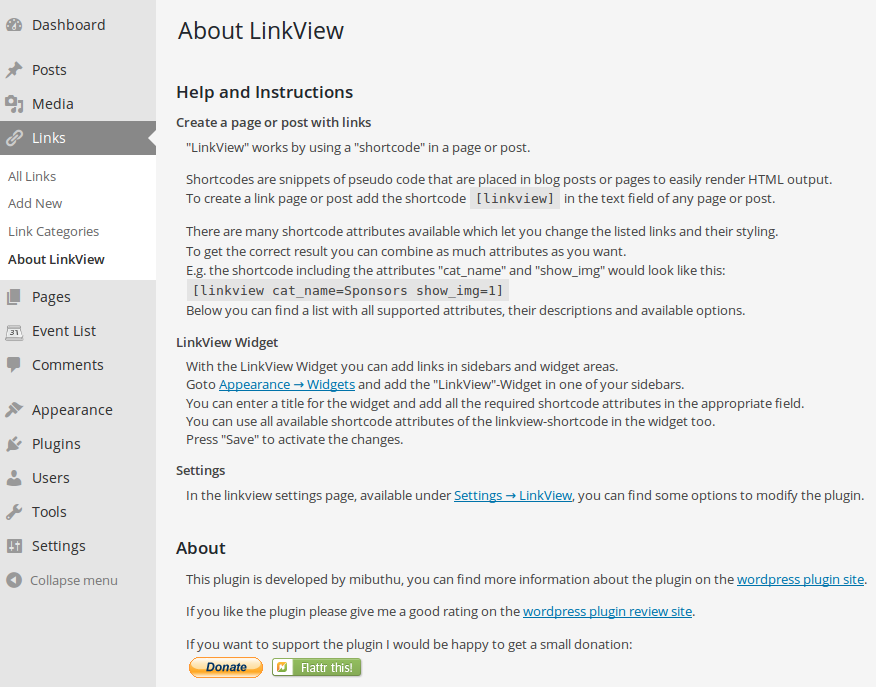 Dashboard
Posts
Media
Links
All Links
Add New
Link Categories
About LinkView
Pages
31
Event List
Comments
Appearance
Plugins
Users
Tools
Settings
Collapse menu
About LinkView
Help and Instructions
Create a page or post with links
"LinkView" works by using a "shortcode" in a page or post.
Shortcodes are snippets of pseudo code that are placed in blog posts or pages to easily render HTML output.
To create a link page or post add the shortcode [linkview] in the text field of any page or post.
There are many shortcode attributes available which let you change the listed links and their styling.
To get the correct result you can combine as much attributes as you want.
E.g. the shortcode including the attributes "cat_name" and "show_img" would look like this:
[linkview cat_name=Sponsors show_img=1]
Below you can find a list with all supported attributes, their descriptions and available options.
LinkView Widget
With the LinkView Widget you can add links in sidebars and widget areas.
Goto Appearance → Widgets and add the "LinkView"-Widget in one of your sidebars.
You can enter a title for the widget and add all the required shortcode attributes in the appropriate field.
You can use all available shortcode attributes of the linkview-shortcode in the widget too.
Press "Save" to activate the changes.
Settings
In the linkview settings page, available under Settings → LinkView, you can find some options to modify the plugin.
About
This plugin is developed by mibuthu, you can find more information about the plugin on the wordpress plugin site.
If you like the plugin please give me a good rating on the wordpress plugin review site.
If you want to support the plugin I would be happy to get a small donation:
Donate
Flattr this!